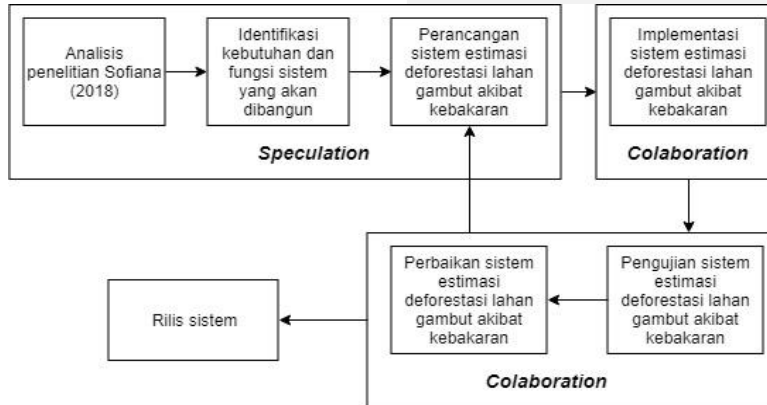 Analisis
penelitian Sofiana
(2018)
Identifikasi
kebutuhan dan
fungsi sistem
yang akan
dibangun
Perancangan
sistem estimasi
deforestasi lahan
gambut akibat
kebakaran
Speculation
Implementasi
sistem estimasi
deforestasi lahan
gambut akibat
kebakaran
Colaboration
Pengujian sistem
estimasi
deforestasi lahan
gambut akibat
kebakaran
Perbaikan sistem
estimasi
deforestasi lahan
gambut akibat
kebakaran
Colaboration
Rilis sistem